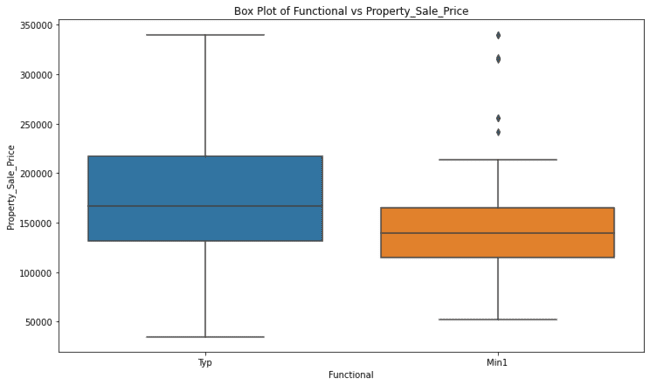 Box Plot of Functional vs Property_Sale_Price
350000
300000
250000
200000
150000
100000
50000
Property_Sale_Price
Typ
Min1
Functional